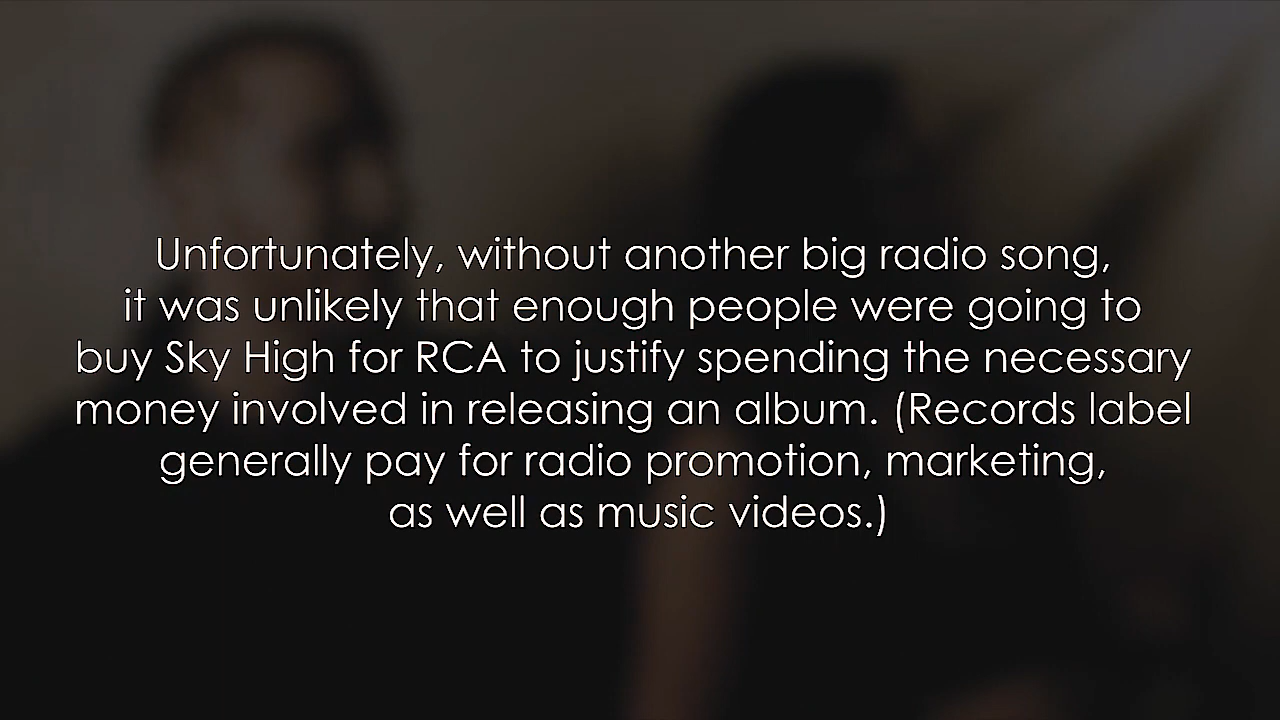 Unfortunately, without another big radio song,
it was unlikely that enough people were going to
buy Sky High for RCA to justify spending the necessary
money involved in releasing an album. (Records label
generally pay for radio promotion, marketing,
as well as music videos.)